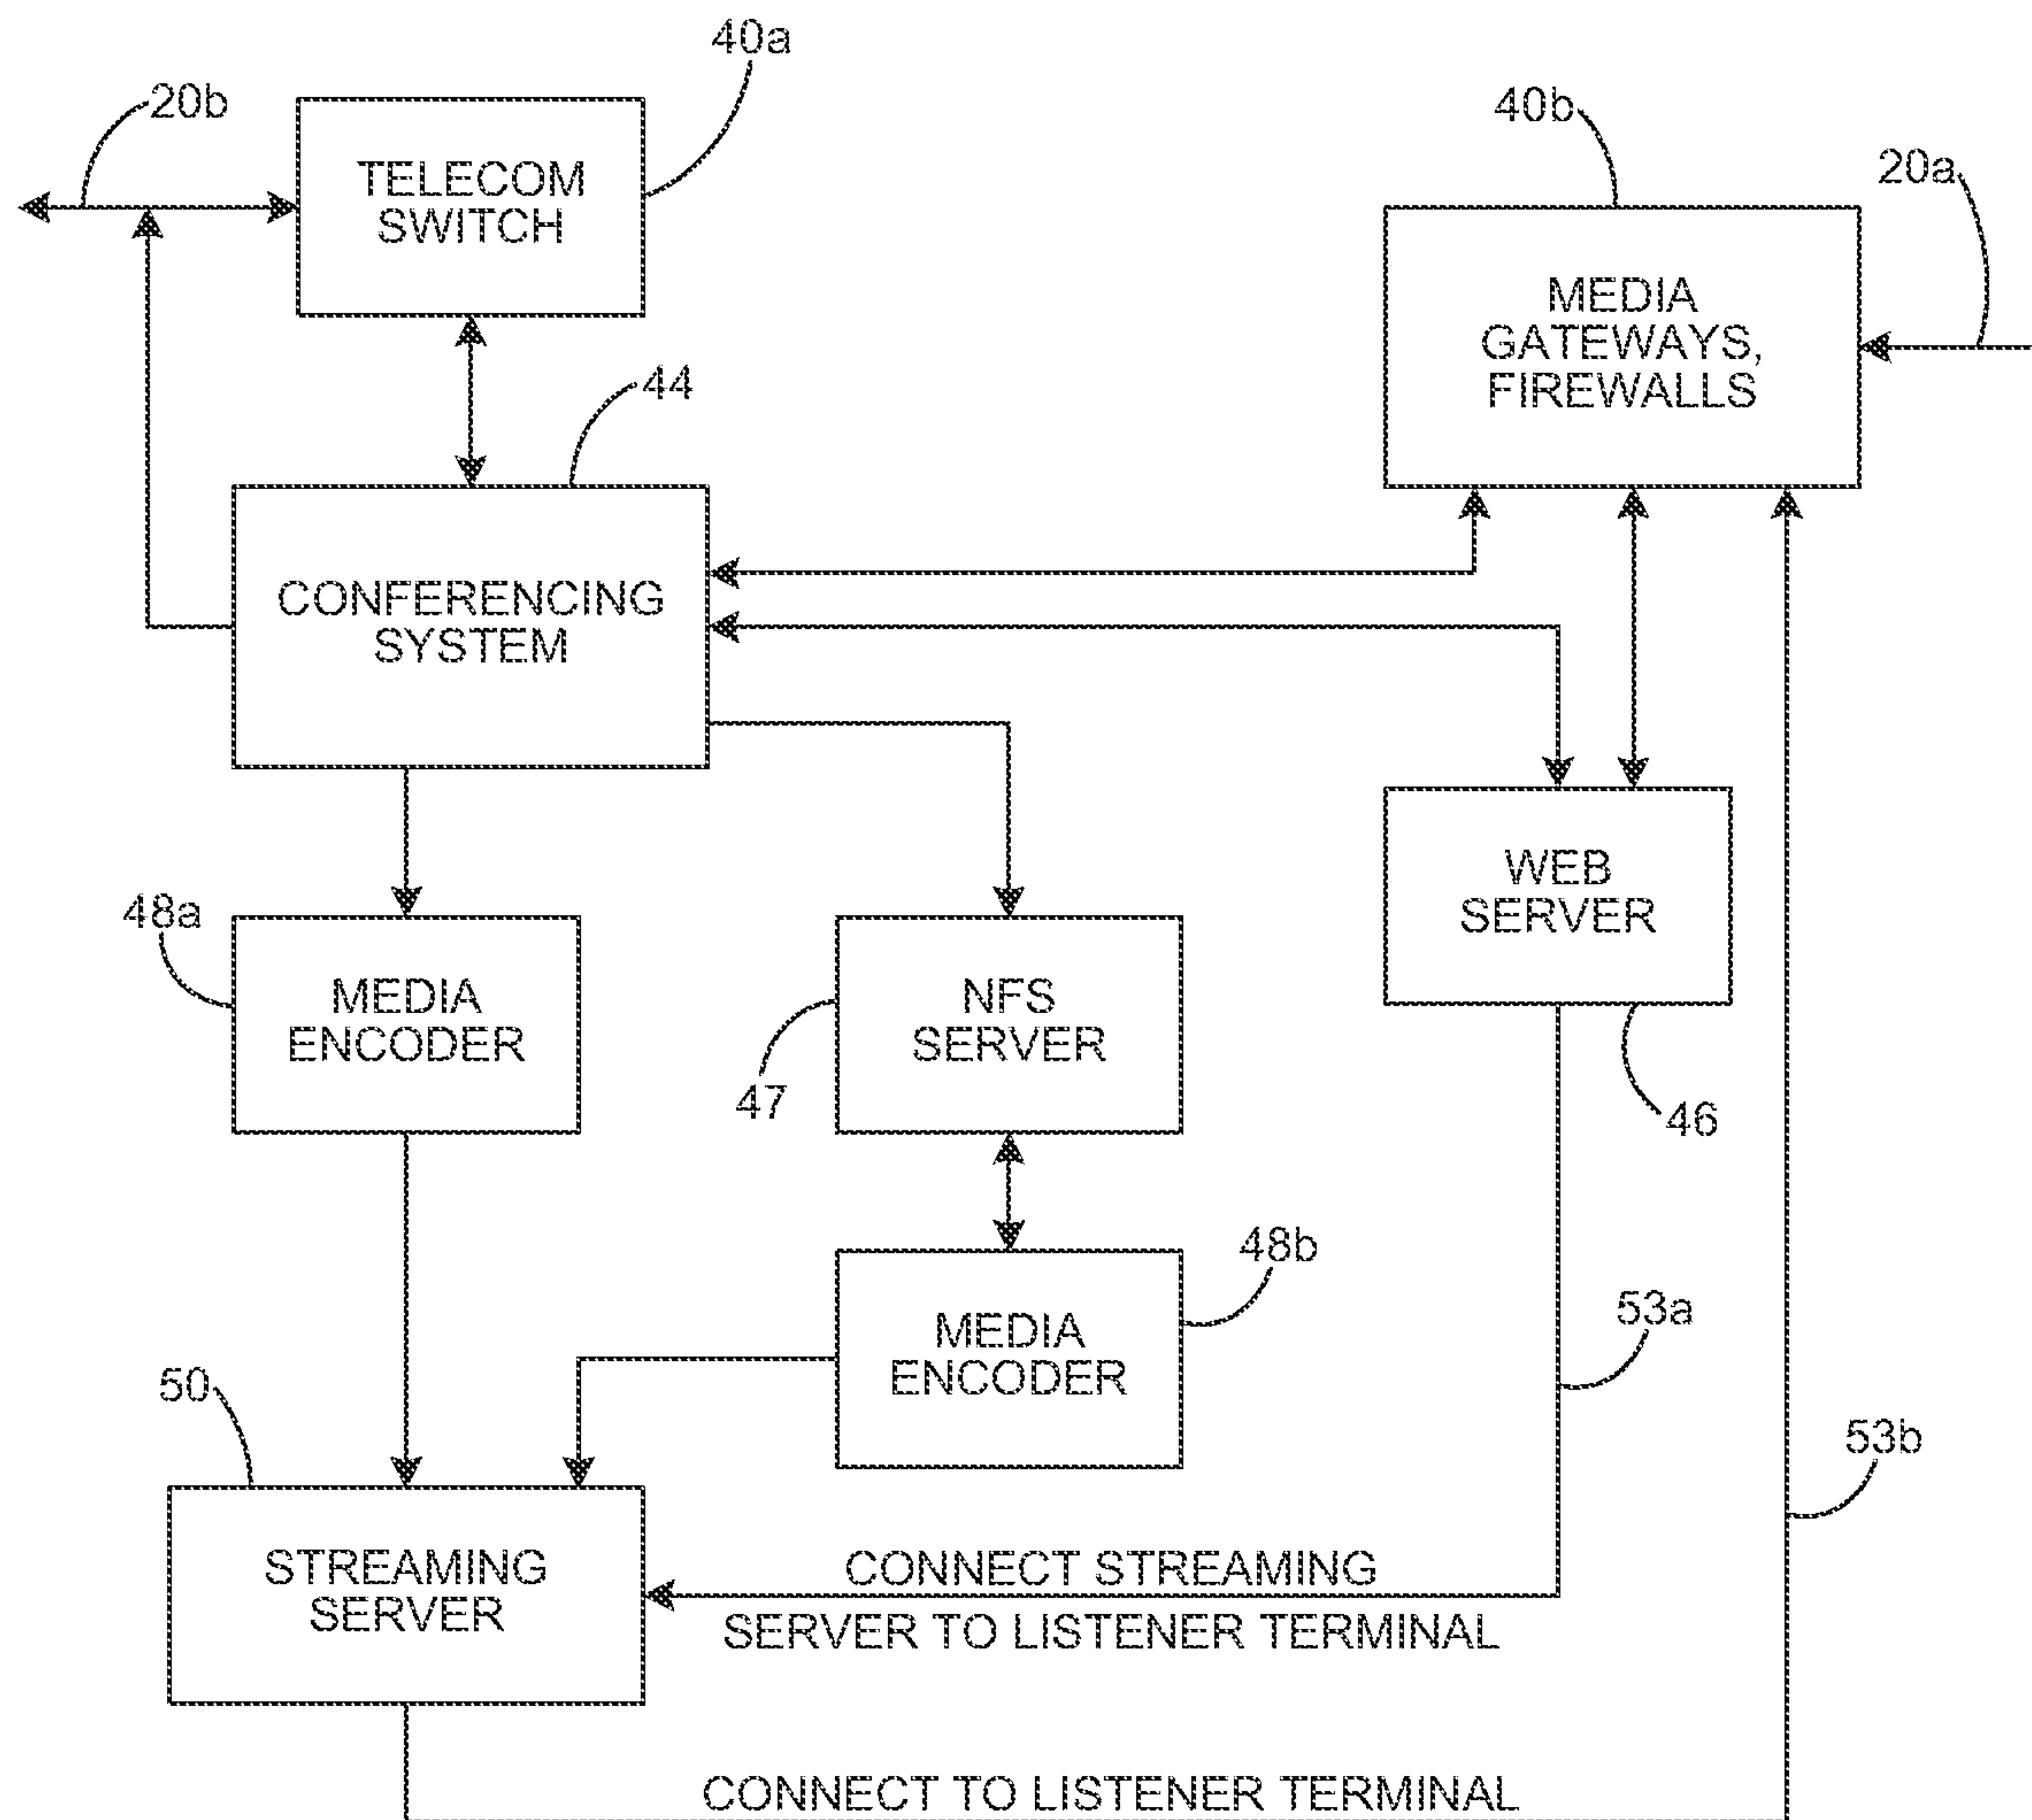 40a
20b
40b
TELECOM
SWITCH
20a
MEDIA
GATEWAYS,
FIREWALLS
44
CONFERENCING
SYSTEM
WEB
SERVER
48a
MEDIA
ENCODER
NFS
SERVER
47
46
48b
MEDIA
ENCODER
53a
50
53b
STREAMING
SERVER
CONNECT STREAMING
SERVER TO LISTENER TERMINAL
CONNECT TO LISTENER TERMINAL